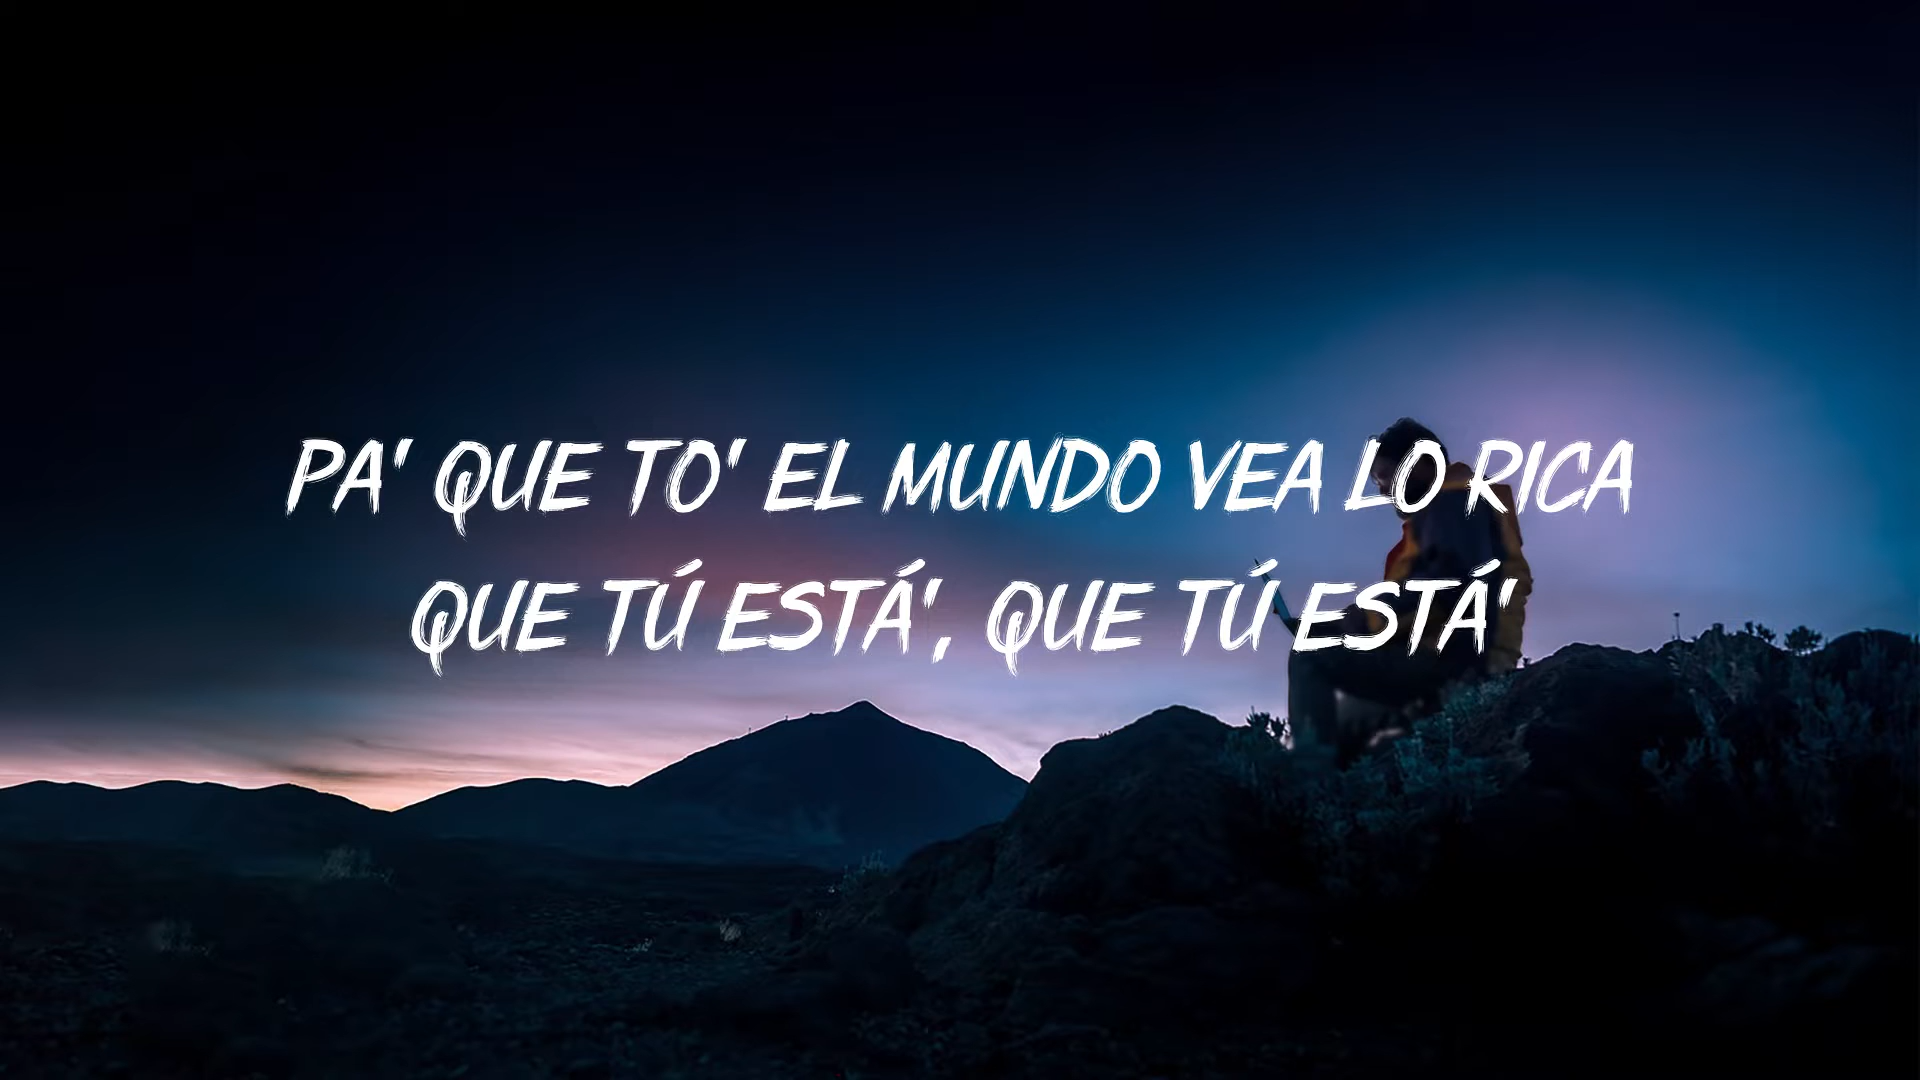 PA' QUE TO' EL MUNDO VEA LO RICA
QUE TÚ ESTÁ', QUE TÚ ESTÁ'